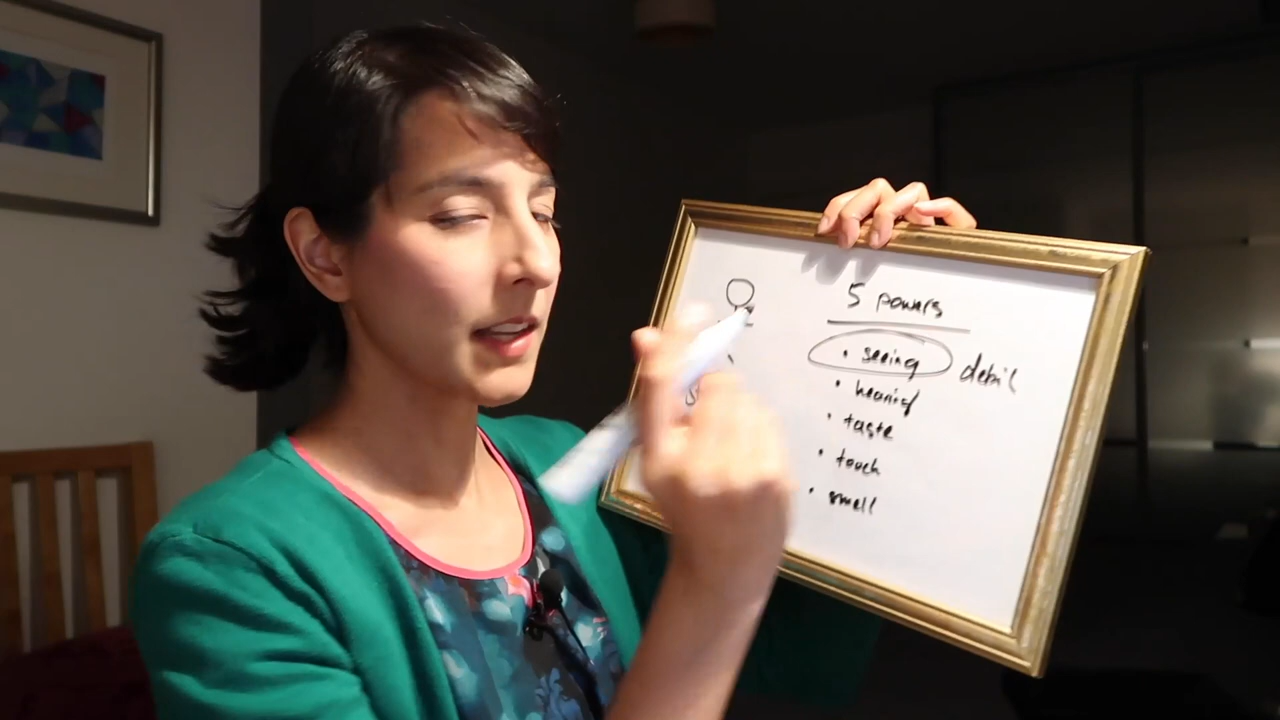 5 powers
• seeing detail
• hearing
• taste
• touch
• smell